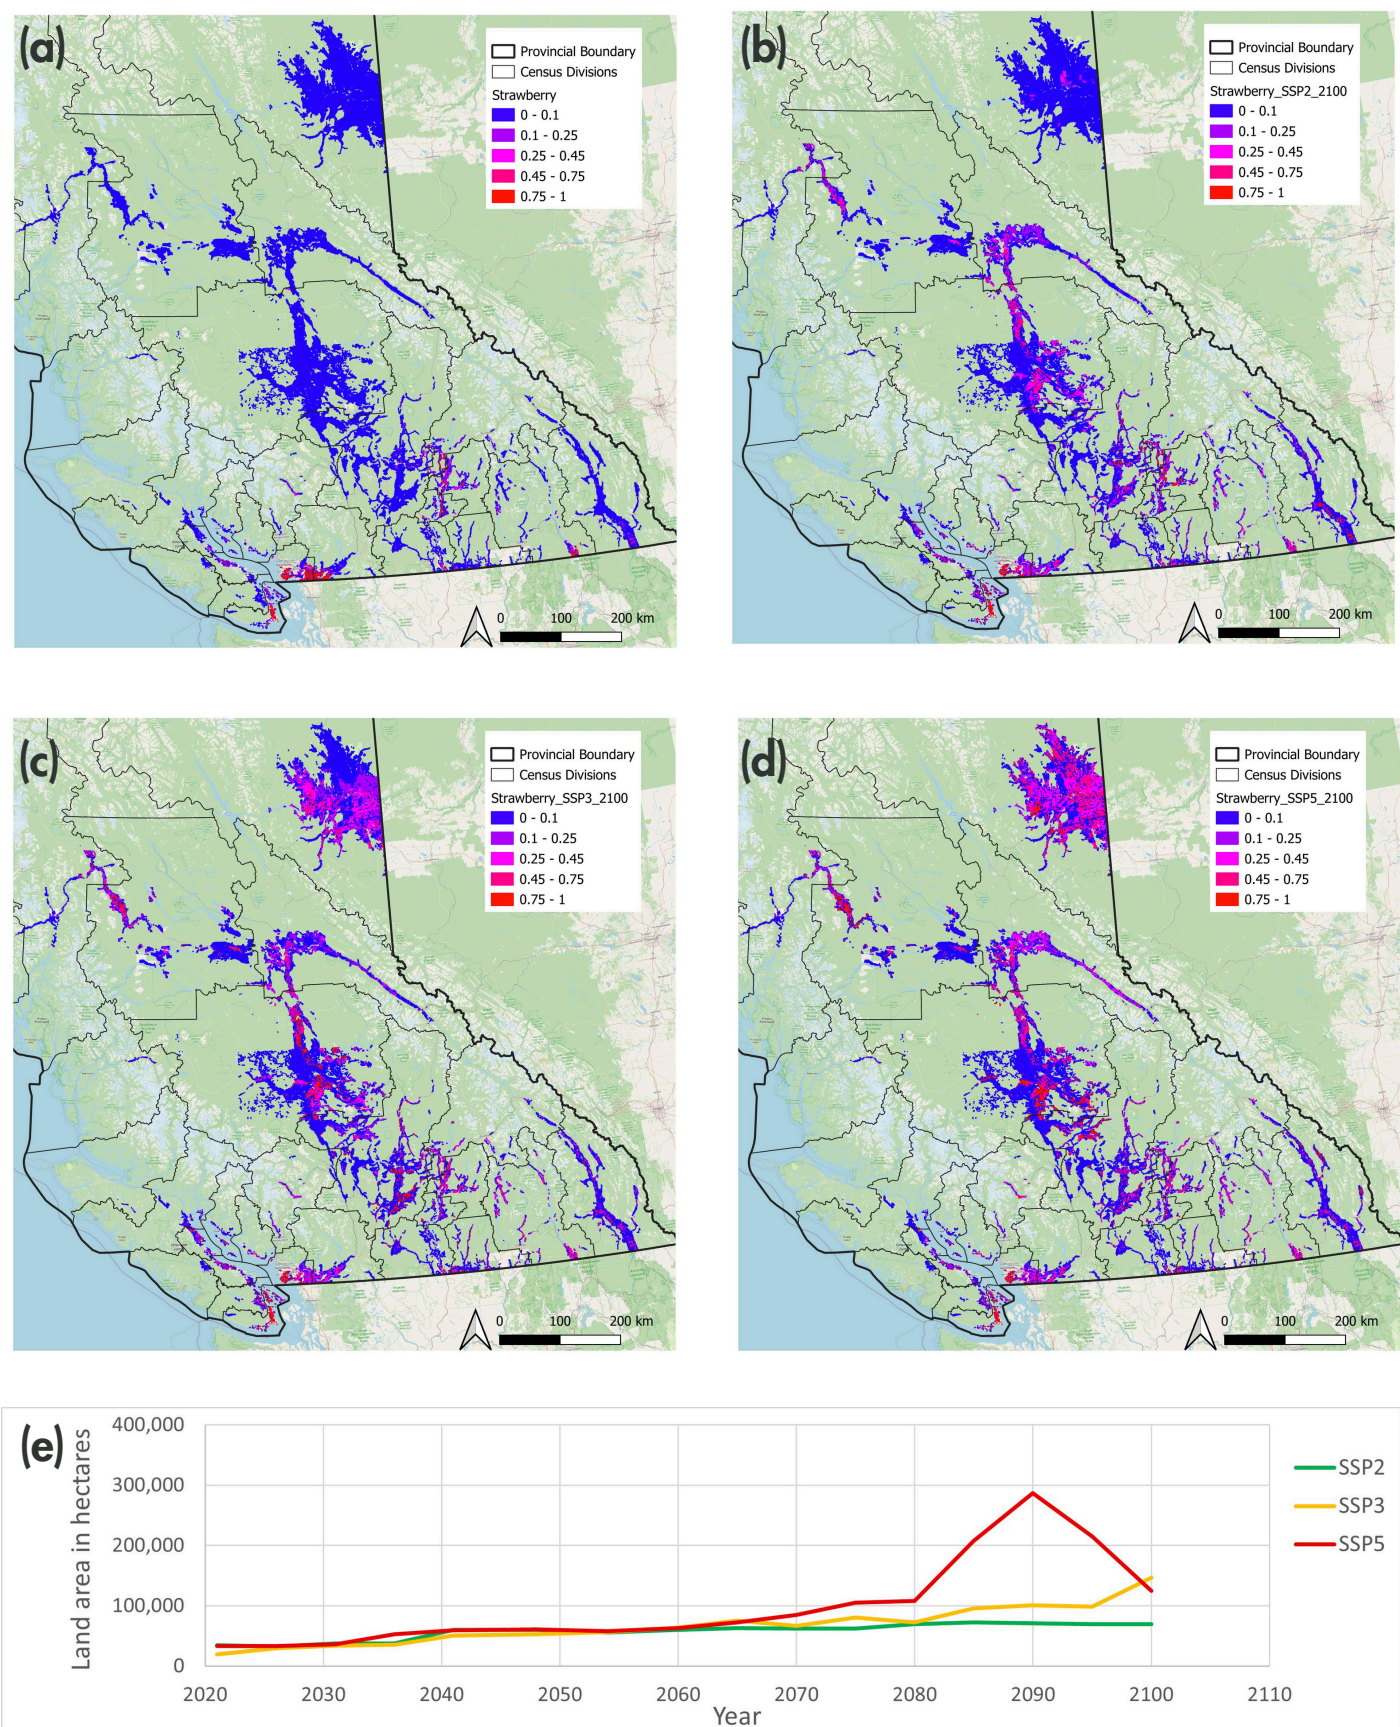 (a)
Provincial Boundary
Census Divisions
Strawberry
0 - 0.1
0.1 - 0.25
0.25 - 0.45
0.45 - 0.75
0.75 - 1
0 100 200 km
(b)
Provincial Boundary
Census Divisions
Strawberry_SSP2_2100
0 - 0.1
0.1 - 0.25
0.25 - 0.45
0.45 - 0.75
0.75 - 1
0 100 200 km
(c)
Provincial Boundary
Census Divisions
Strawberry_SSP3_2100
0 - 0.1
0.1 - 0.25
0.25 - 0.45
0.45 - 0.75
0.75 - 1
0 100 200 km
(d)
Provincial Boundary
Census Divisions
Strawberry_SSP5_2100
0 - 0.1
0.1 - 0.25
0.25 - 0.45
0.45 - 0.75
0.75 - 1
0 100 200 km
(e)
Land area in hectares
400,000
300,000
200,000
100,000
0
2020 2030 2040 2050 2060 2070 2080 2090 2100 2110
Year
SSP2
SSP3
SSP5